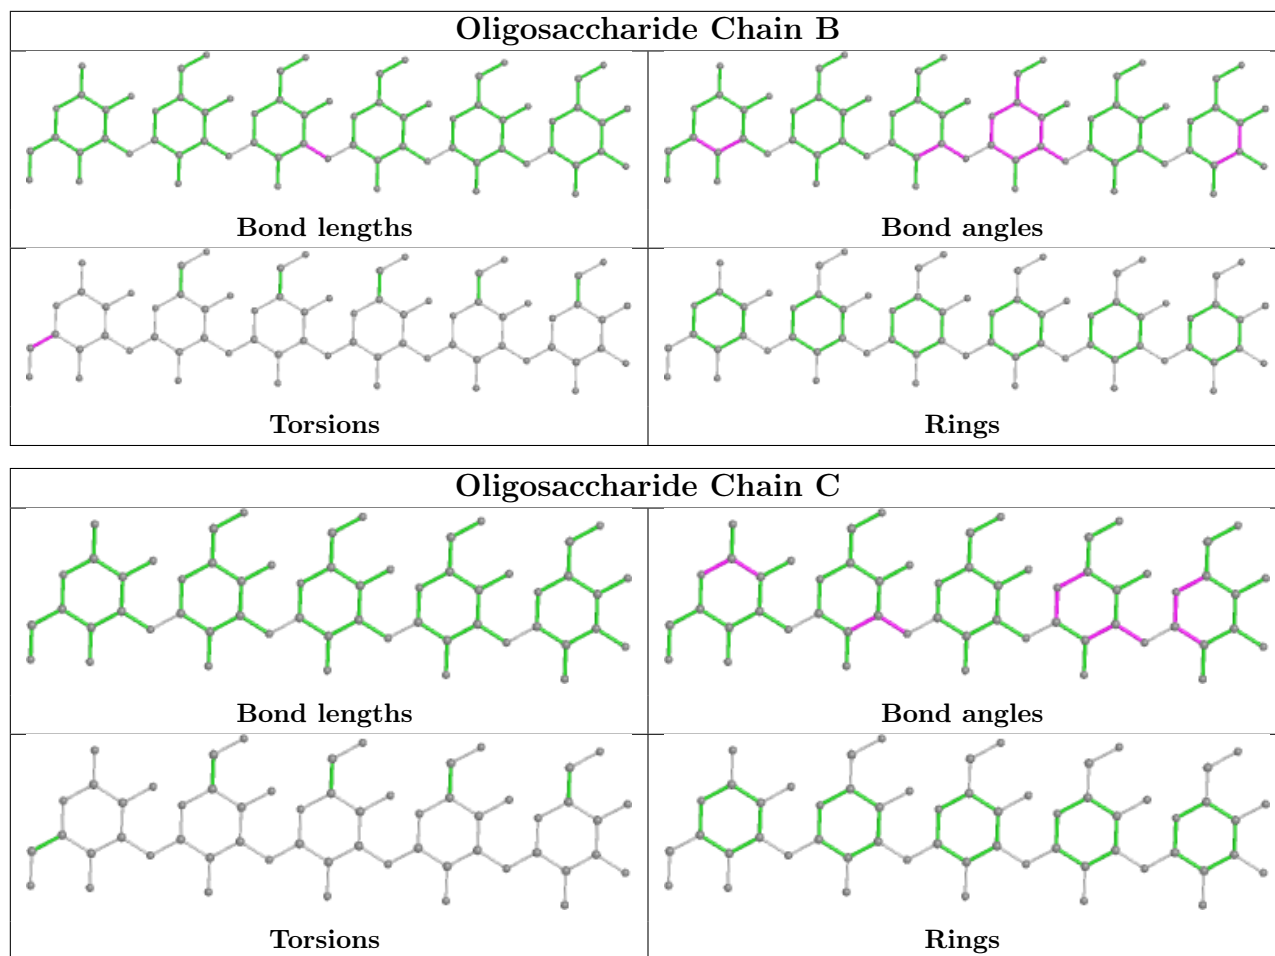 Oligosaccharide Chain B
Bond lengths
Bond angles
Torsions
Rings
Oligosaccharide Chain C
Bond lengths
Bond angles
Torsions
Rings